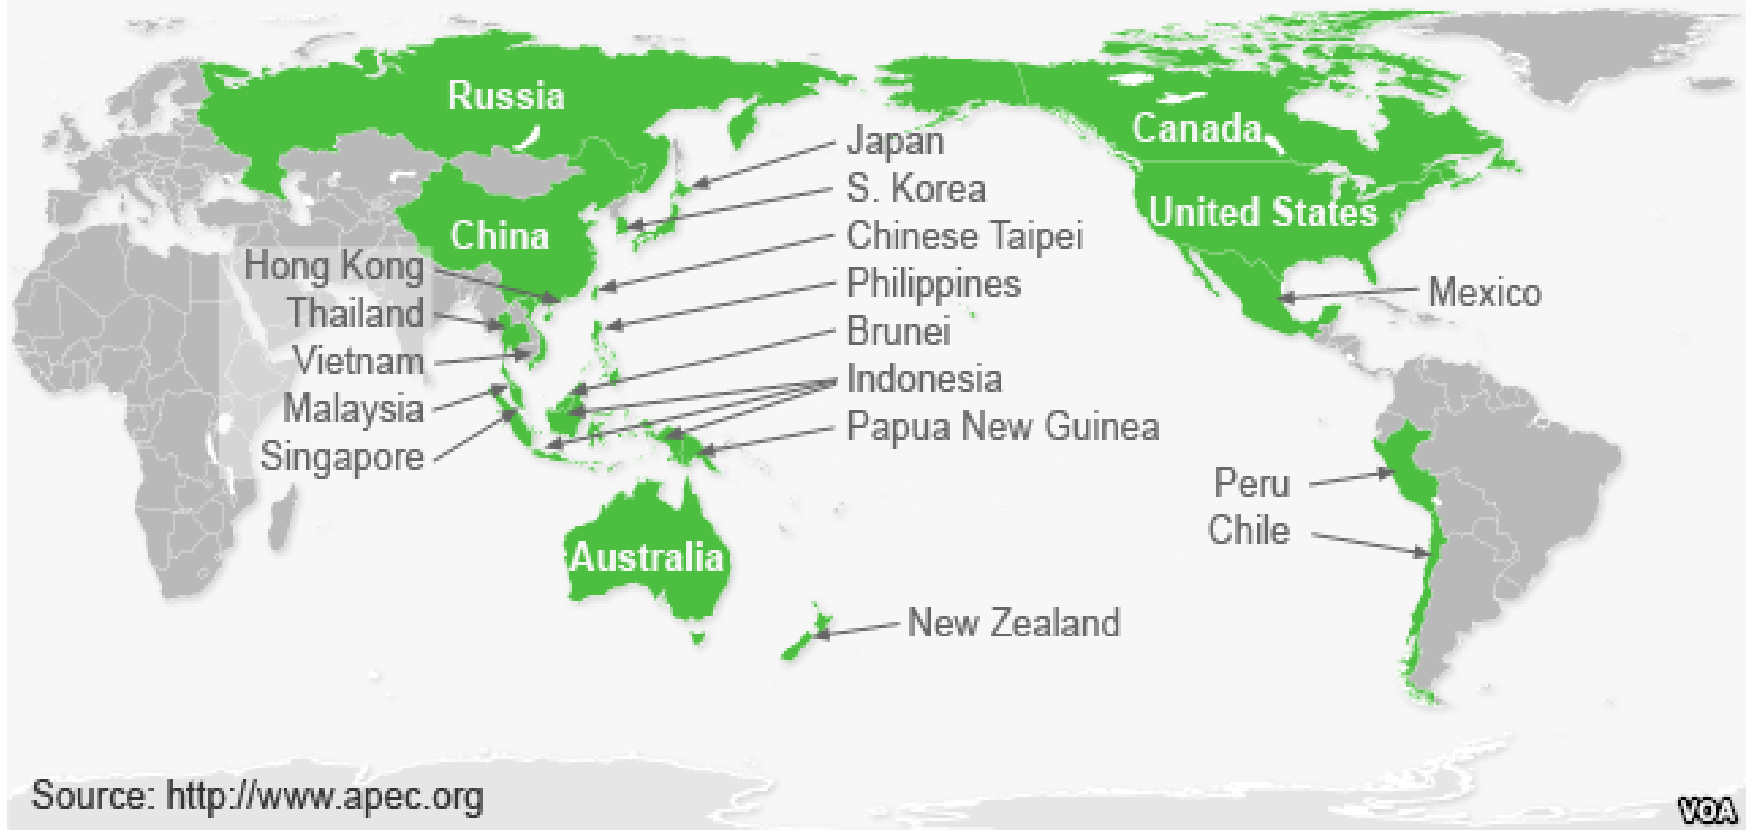 Russia
Canada
Japan
S. Korea
United States
China
Chinese Taipei
Hong Kong
Philippines
Mexico
Thailand
Brunei
Vietnam
Indonesia
Malaysia
Papua New Guinea
Singapore
Peru
Chile
Australia
New Zealand
Source: http://www.apec.org
VOA